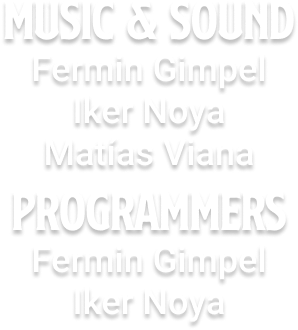 MUSIC & SOUND
Fermin Gimpel
Iker Noya
Matías Viana
PROGRAMMERS
Fermin Gimpel
Iker Noya